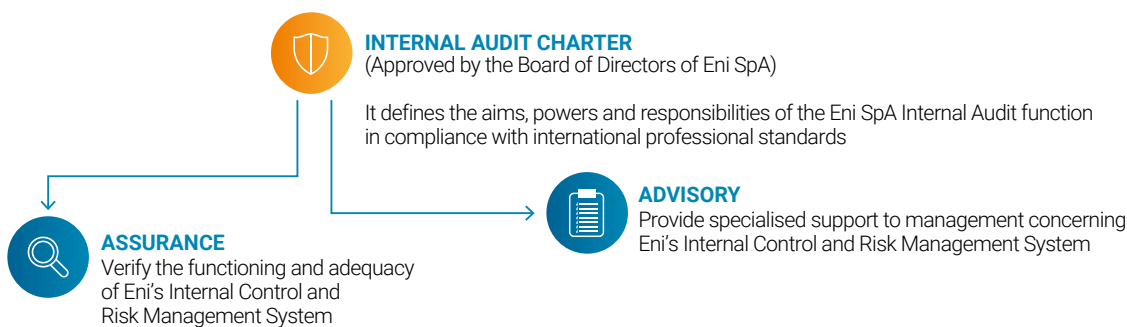 INTERNAL AUDIT CHARTER
(Approved by the Board of Directors of Eni SpA)
It defines the aims, powers and responsibilities of the Eni SpA Internal Audit function
in compliance with international professional standards
ADVISORY
Provide specialised support to management concerning
Eni's Internal Control and Risk Management System
ASSURANCE
Verify the functioning and adequacy
of Eni's Internal Control and
Risk Management System